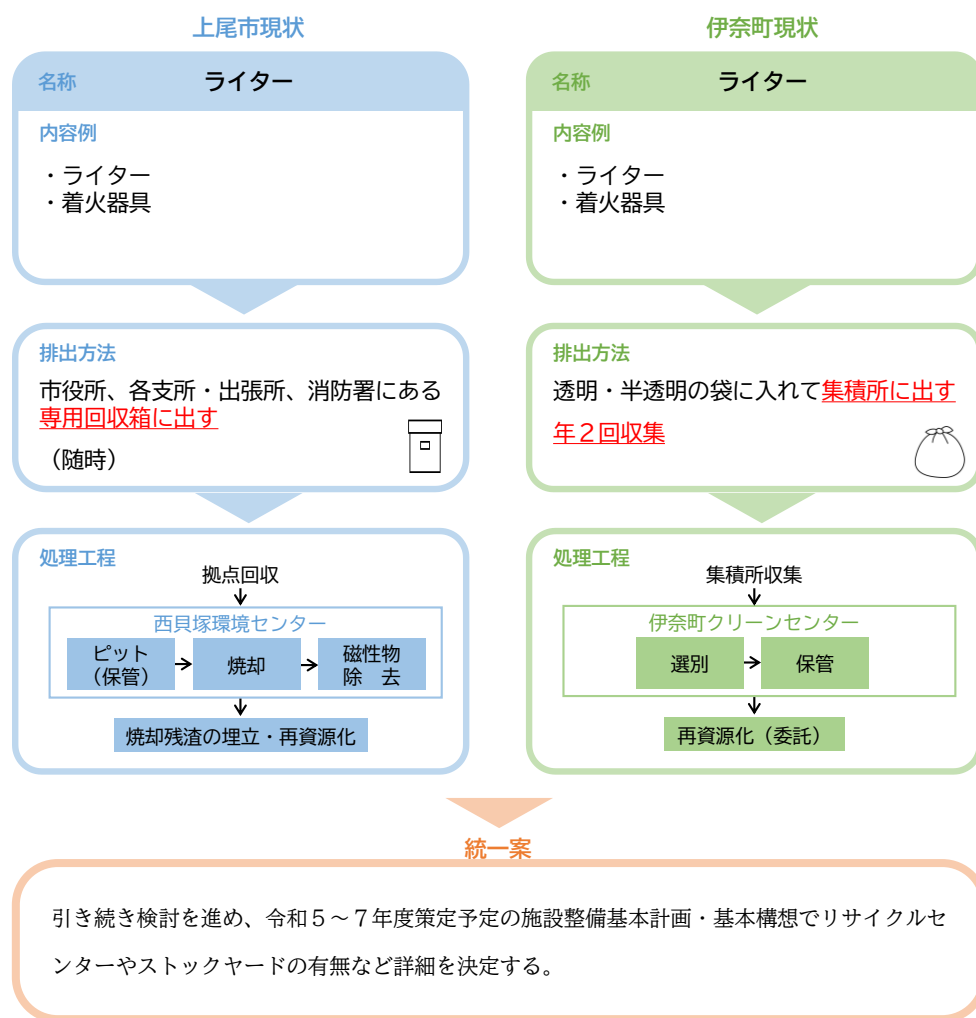 上尾市現状
名称 ライター
内容例
・ライター
・着火器具
排出方法
市役所、各支所・出張所、消防署にある
専用回収箱に出す
（随時）
処理工程
拠点回収
西貝塚環境センター
ピット
（保管）
焼却
磁性物
除　去
焼却残渣の埋立・再資源化
伊奈町現状
名称 ライター
内容例
・ライター
・着火器具
排出方法
透明・半透明の袋に入れて集積所に出す
年２回収集
処理工程
集積所収集
伊奈町クリーンセンター
選別
保管
再資源化（委託）
統一案
引き続き検討を進め、令和５～７年度策定予定の施設整備基本計画・基本構想でリサイクルセ
ンターやストックヤードの有無など詳細を決定する。